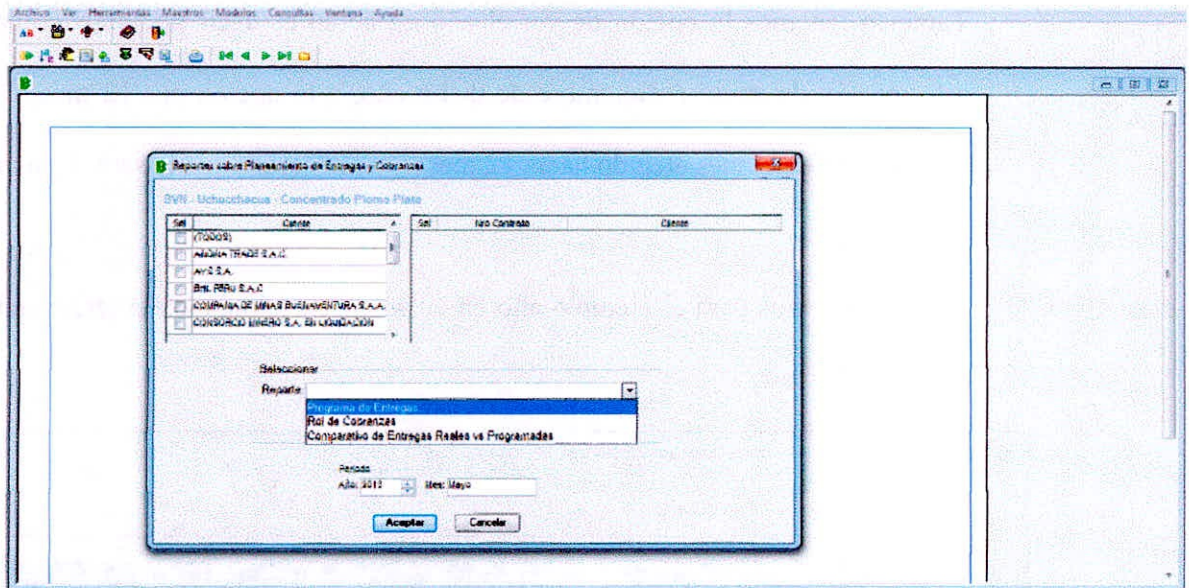 Archivo Ver Herramientas Maestros Modulos Consultas Ventana Ayuda
Reportes sobre Planeamiento de Entregas y Cobranzas
BVN - Uchucchacua - Concentrado Plomo Plata
Sel Cliente Sel Nro Contrato Cliente
(TODOS)
TRADE S.A.C.
AYS S.A.
PERU S.A.C
COMPAÑIA DE MINAS BUENAVENTURA S.A.A.
CONSORCIO MINERO S.A. EN LIQUIDACION
Seleccionar
Reporte
Programa de Entregas
Rol de Cobranzas
Comparativo de Entregas Reales vs Programadas
Periodo
Año: 2013 Mes: Mayo
Aceptar Cancelar